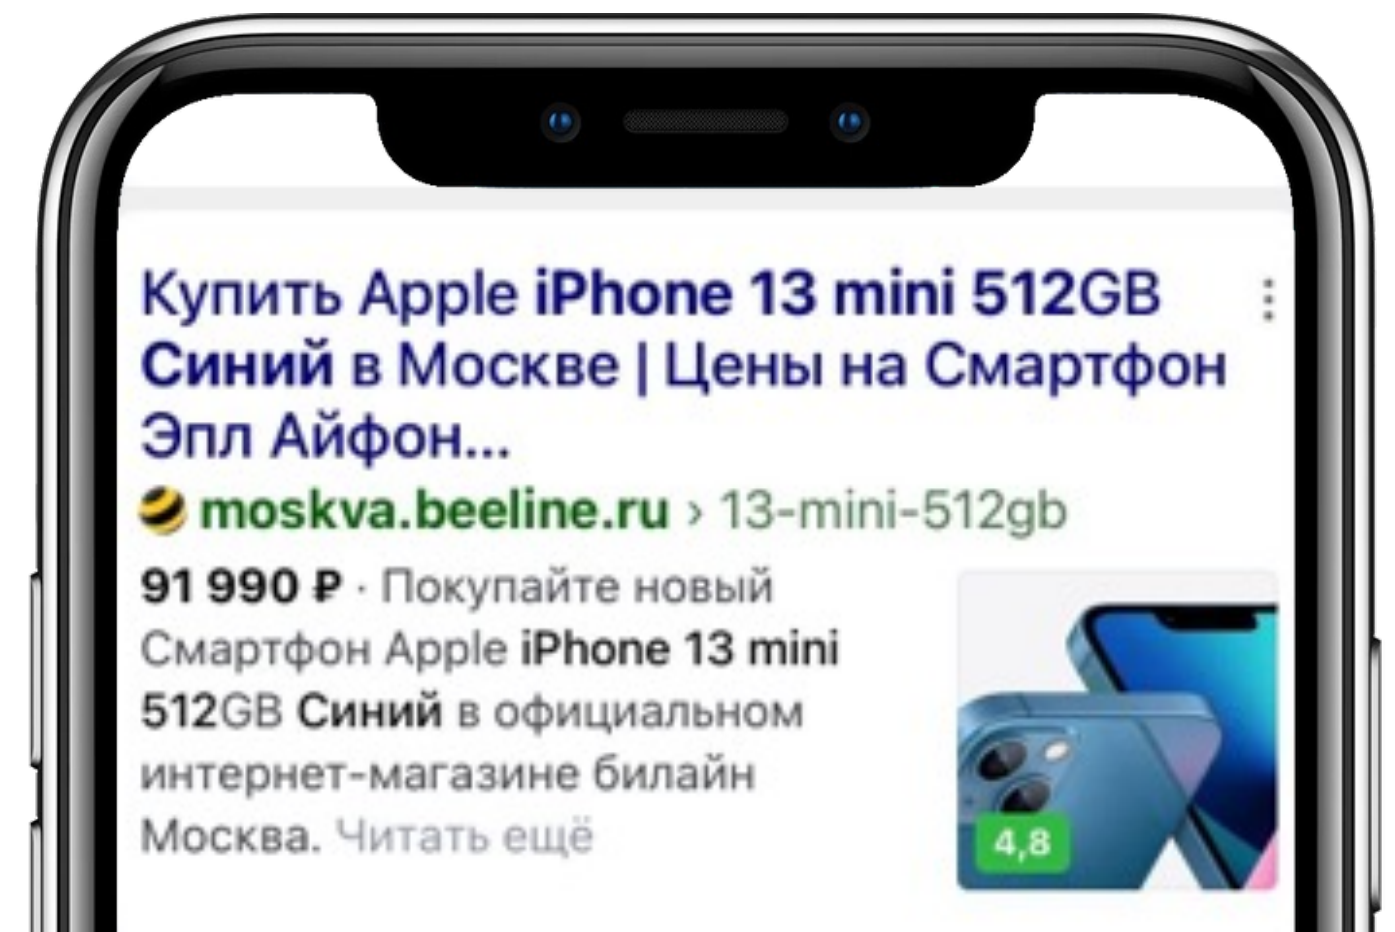 Купить Apple iPhone 13 mini 512GB
Синий в Москве | Цены на Смартфон
Эпл Айфон...
moskva.beeline.ru › 13-mini-512gb
91 990 ₽ · Покупайте новый
Смартфон Apple iPhone 13 mini
512GB Синий в официальном
интернет-магазине билайн
Москва. Читать ещё
4,8